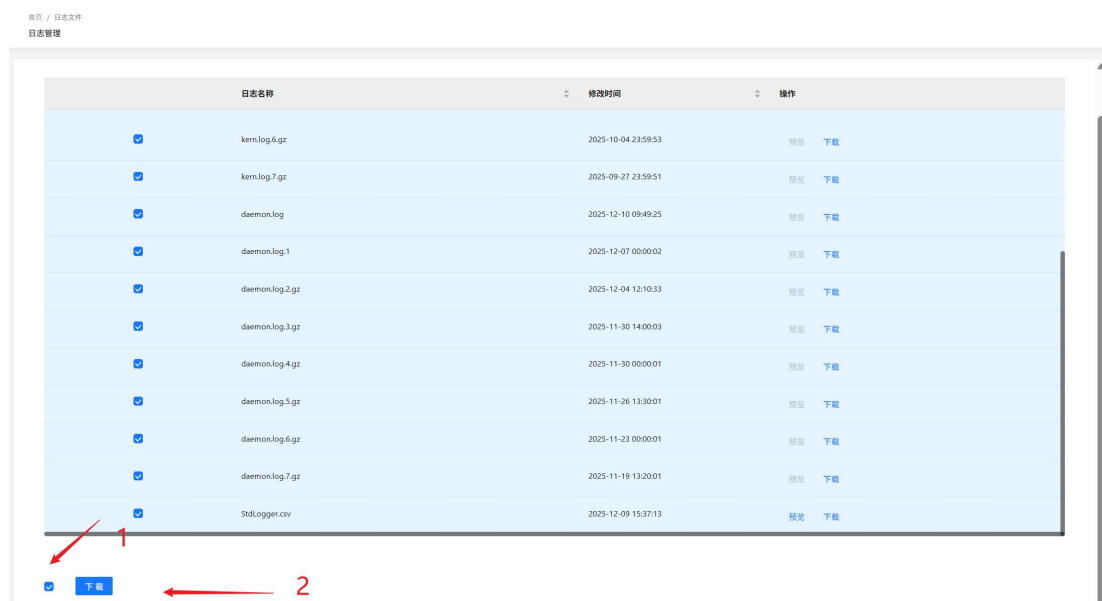 首页 / 日志文件
日志管理
日志名称 修改时间 操作
kern.log.6.gz 2025-10-04 23:59:53 预览 下载
kern.log.7.gz 2025-09-27 23:59:51 预览 下载
daemon.log 2025-12-10 09:49:25 预览 下载
daemon.log.1 2025-12-07 00:00:02 预览 下载
daemon.log.2.gz 2025-12-04 12:10:33 预览 下载
daemon.log.3.gz 2025-11-30 14:00:03 预览 下载
daemon.log.4.gz 2025-11-30 00:00:01 预览 下载
daemon.log.5.gz 2025-11-26 13:30:01 预览 下载
daemon.log.6.gz 2025-11-23 00:00:01 预览 下载
daemon.log.7.gz 2025-11-19 13:20:01 预览 下载
StdLogger.csv 2025-12-09 15:37:13 预览 下载
1
下载 2